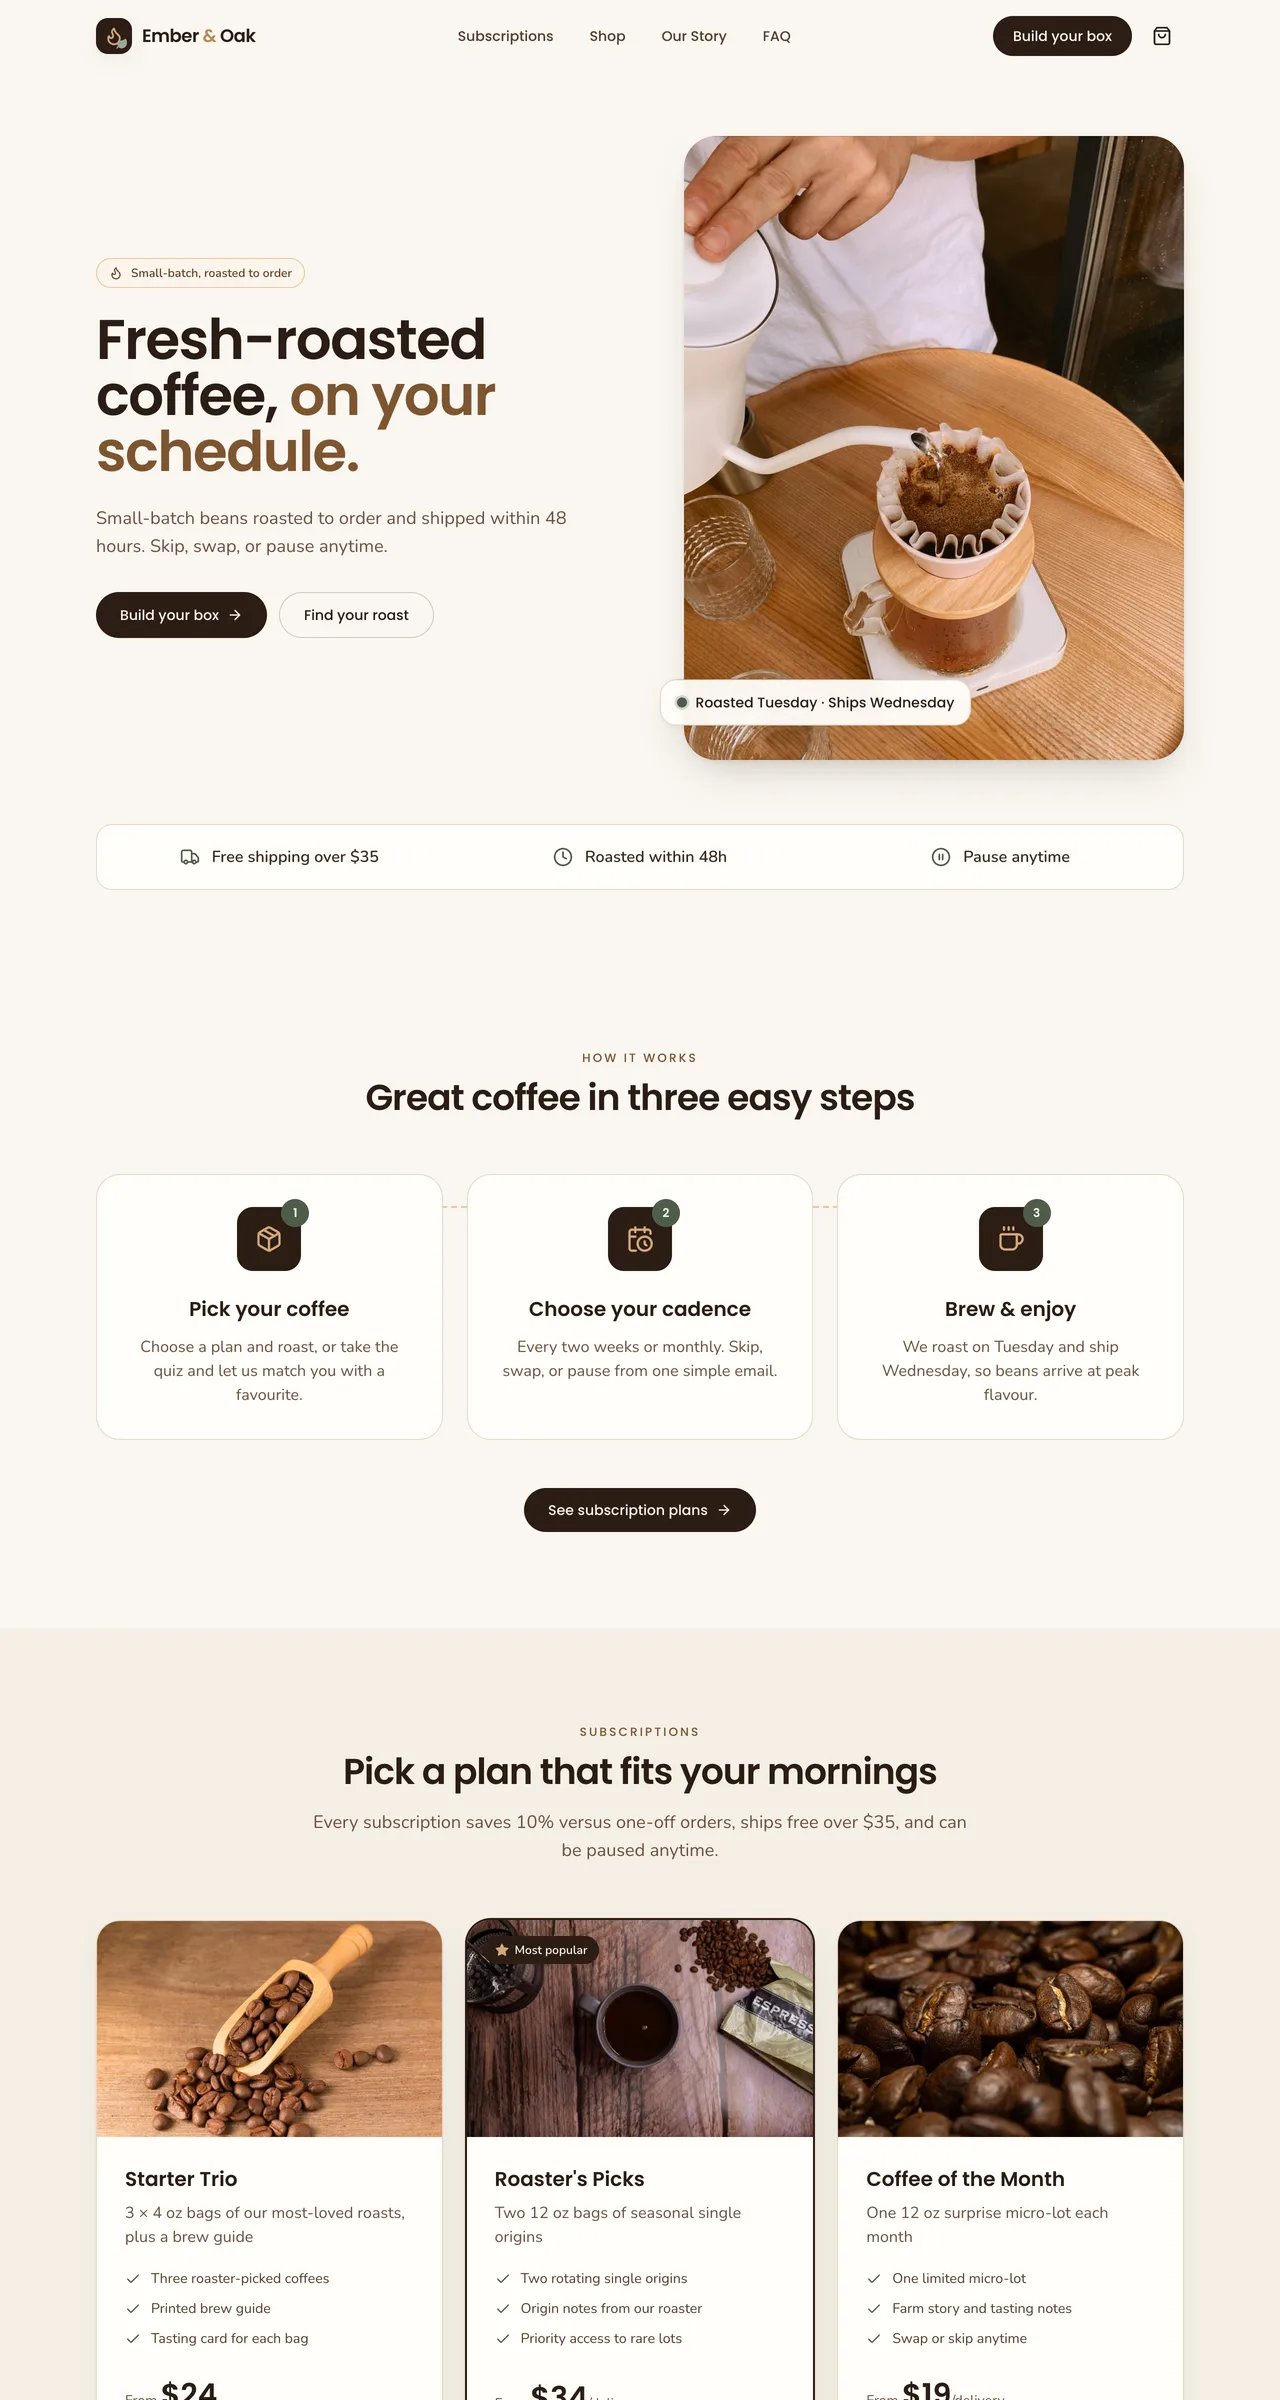 Ember & Oak
Subscriptions
Shop
Our Story
FAQ
Build your box
Small-batch, roasted to order
Fresh-roasted
coffee, on your
schedule.
Small-batch beans roasted to order and shipped within 48
hours. Skip, swap, or pause anytime.
Build your box
Find your roast
Roasted Tuesday · Ships Wednesday
Free shipping over $35
Roasted within 48h
Pause anytime
HOW IT WORKS
Great coffee in three easy steps
1
Pick your coffee
Choose a plan and roast, or take the
quiz and let us match you with a
favourite.
2
Choose your cadence
Every two weeks or monthly. Skip,
swap, or pause from one simple email.
3
Brew & enjoy
We roast on Tuesday and ship
Wednesday, so beans arrive at peak
flavour.
See subscription plans
SUBSCRIPTIONS
Pick a plan that fits your mornings
Every subscription saves 10% versus one-off orders, ships free over $35, and can
be paused anytime.
Starter Trio
3 × 4 oz bags of our most-loved roasts,
plus a brew guide
Three roaster-picked coffees
Printed brew guide
Tasting card for each bag
From $24
Most popular
ESPRESS
Roaster's Picks
Two 12 oz bags of seasonal single
origins
Two rotating single origins
Origin notes from our roaster
Priority access to rare lots
$34
Coffee of the Month
One 12 oz surprise micro-lot each
month
One limited micro-lot
Farm story and tasting notes
Swap or skip anytime
From $19/delivery